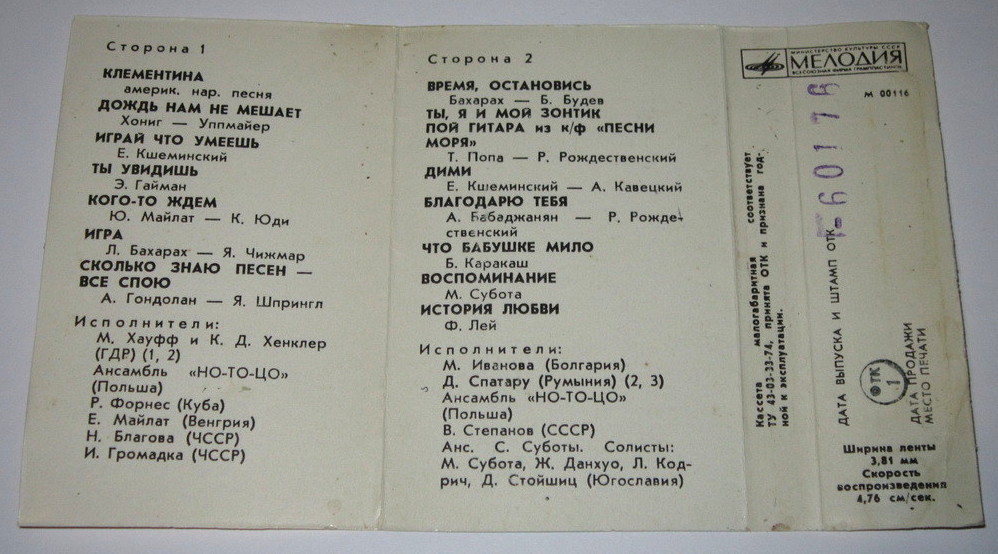 Сторона 1
КЛЕМЕНТИНА
америк. нар. песня
ДОЖДЬ НАМ НЕ МЕШАЕТ
Хониг — Уппмайер
ИГРАЙ ЧТО УМЕЕШЬ
Е. Кшеминский
ТЫ УВИДИШЬ
Э. Гайман
КОГО-ТО ЖДЕМ
Ю. Майлат — К. Юди
ИГРА
Л. Бахарах — Я. Чижмар
СКОЛЬКО ЗНАЮ ПЕСЕН —
ВСЕ СПОЮ
А. Гондолан — Я. Шпрингл
Исполнители:
М. Хауфф и К. Д. Хенклер
(ГДР) (1, 2)
Ансамбль «НО-ТО-ЦО»
(Польша)
Р. Форнес (Куба)
Е. Майлат (Венгрия)
Н. Благова (ЧССР)
И. Громадка (ЧССР)
Сторона 2
ВРЕМЯ, ОСТАНОВИСЬ
Бахарах — Б. Будев
ТЫ, Я И МОЙ ЗОНТИК
ПОЙ ГИТАРА из к/ф «ПЕСНИ
МОРЯ»
Т. Попа — Р. Рождественский
ДИМИ
Е. Кшеминский — А. Кавецкий
БЛАГОДАРЮ ТЕБЯ
А. Бабаджанян — Р. Рожде-
ственский
ЧТО БАБУШКЕ МИЛО
Б. Каракаш
ВОСПОМИНАНИЕ
М. Субота
ИСТОРИЯ ЛЮБВИ
Ф. Лей
Исполнители:
М. Иванова (Болгария)
Д. Спатару (Румыния) (2, 3)
Ансамбль «НО-ТО-ЦО»
(Польша)
В. Степанов (СССР)
Анс. С. Суботы. Солисты:
М. Субота, Ж. Данхуо, Л. Код-
рич, Д. Стойшиц (Югославия)
МИНИСТЕРСТВО КУЛЬТУРЫ СССР
МЕЛОДИЯ
ВСЕСОЮЗНАЯ ФИРМА ГРАМПЛАСТИНОК
М 00116
Кассета малогабаритная соответствует
ТУ 43-03-33-74, принята ОТК и признана год-
ной к эксплуатации.
ДАТА ВЫПУСКА И ШТАМП ОТК
60176
ОТК
1
ДАТА ПРОДАЖИ
МЕСТО ПЕЧАТИ
Ширина ленты
3,81 мм
Скорость
воспроизведения
4,76 см/сек.